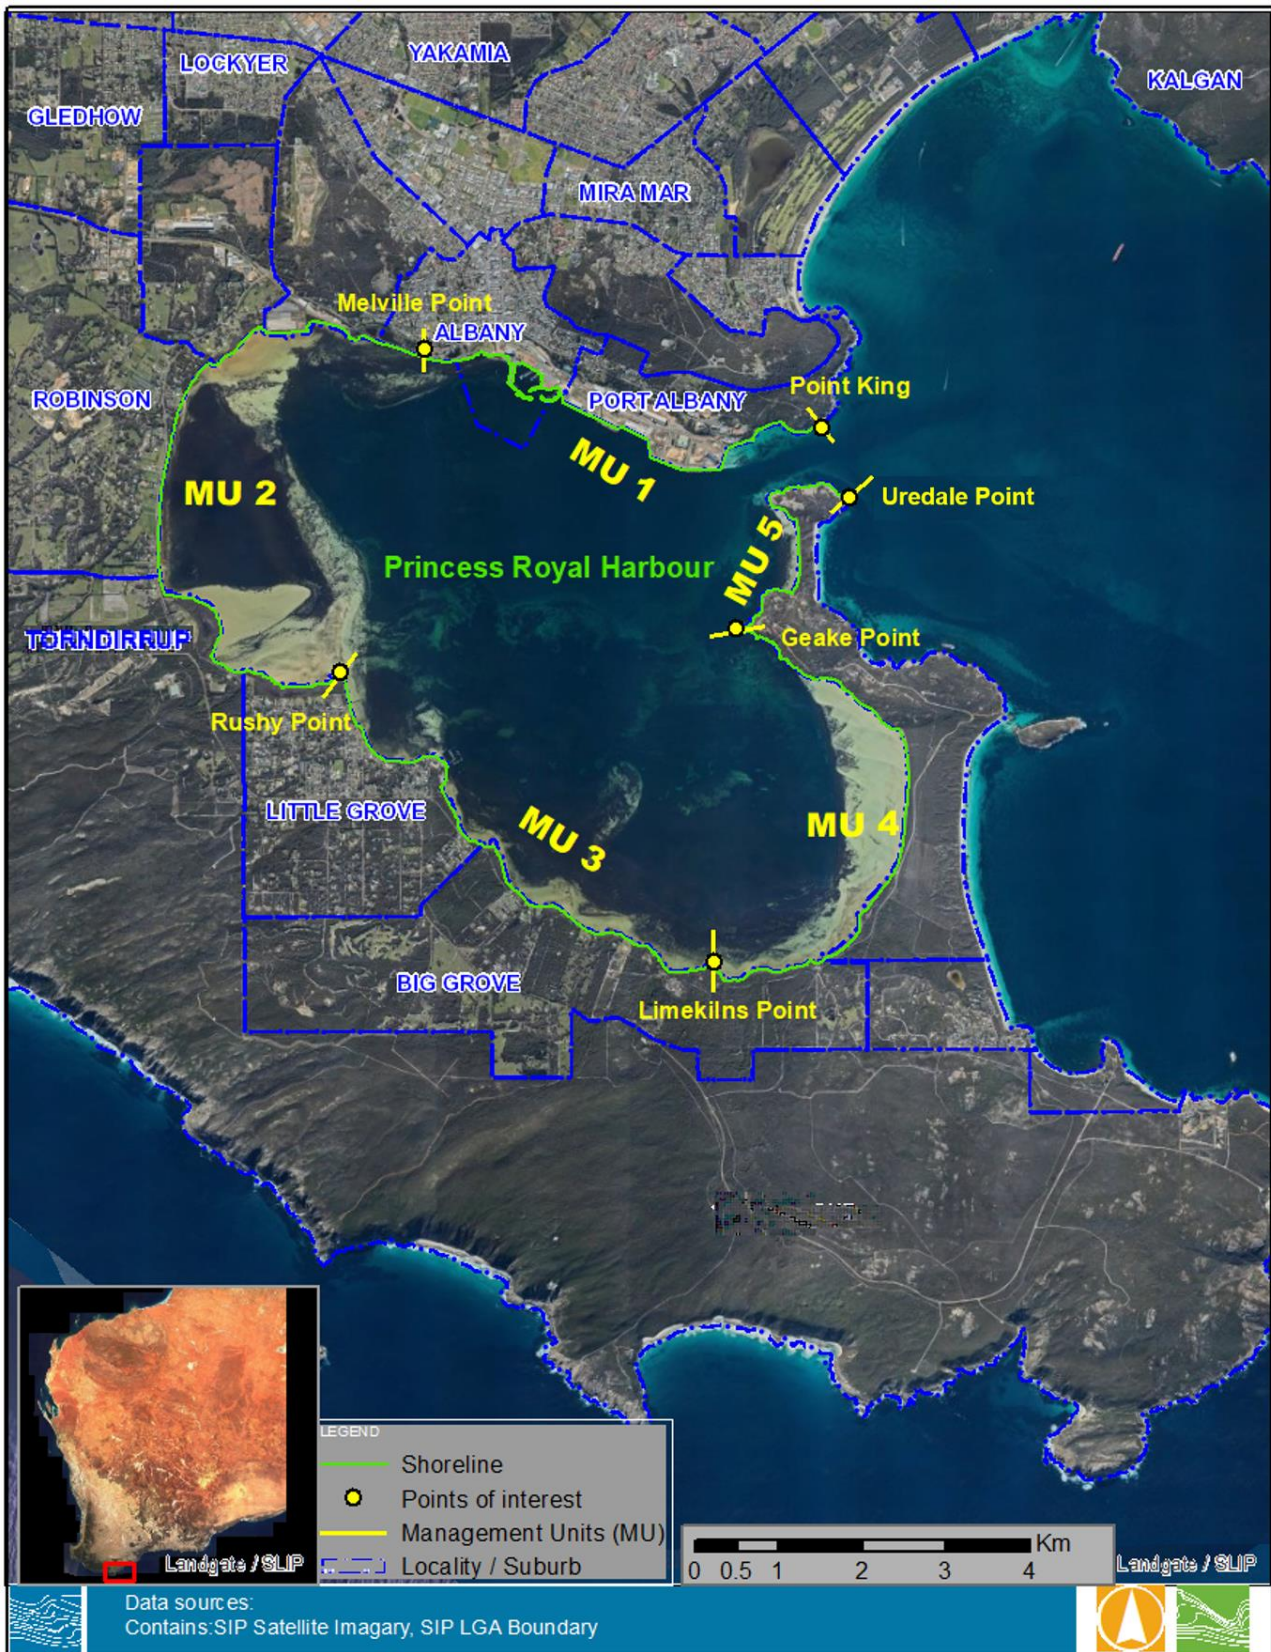 YAKAMIA
LOCKYER
KALGAN
GLEDHOW
MIRA MAR
Melville Point
ALBANY
Point King
ROBINSON
PORT ALBANY
MU 1
MU 2
Uredale Point
MU 5
Princess Royal Harbour
TORNDIRRUP
Geake Point
Rushy Point
LITTLE GROVE
MU 3
MU 4
BIG GROVE
Limekilns Point
LEGEND
Shoreline
Points of interest
Management Units (MU)
Locality / Suburb
Landgate / SLIP
Km
0 0.5 1 2 3 4
Landgate / SLIP
Data sources:
Contains:SIP Satellite Imagary, SIP LGA Boundary